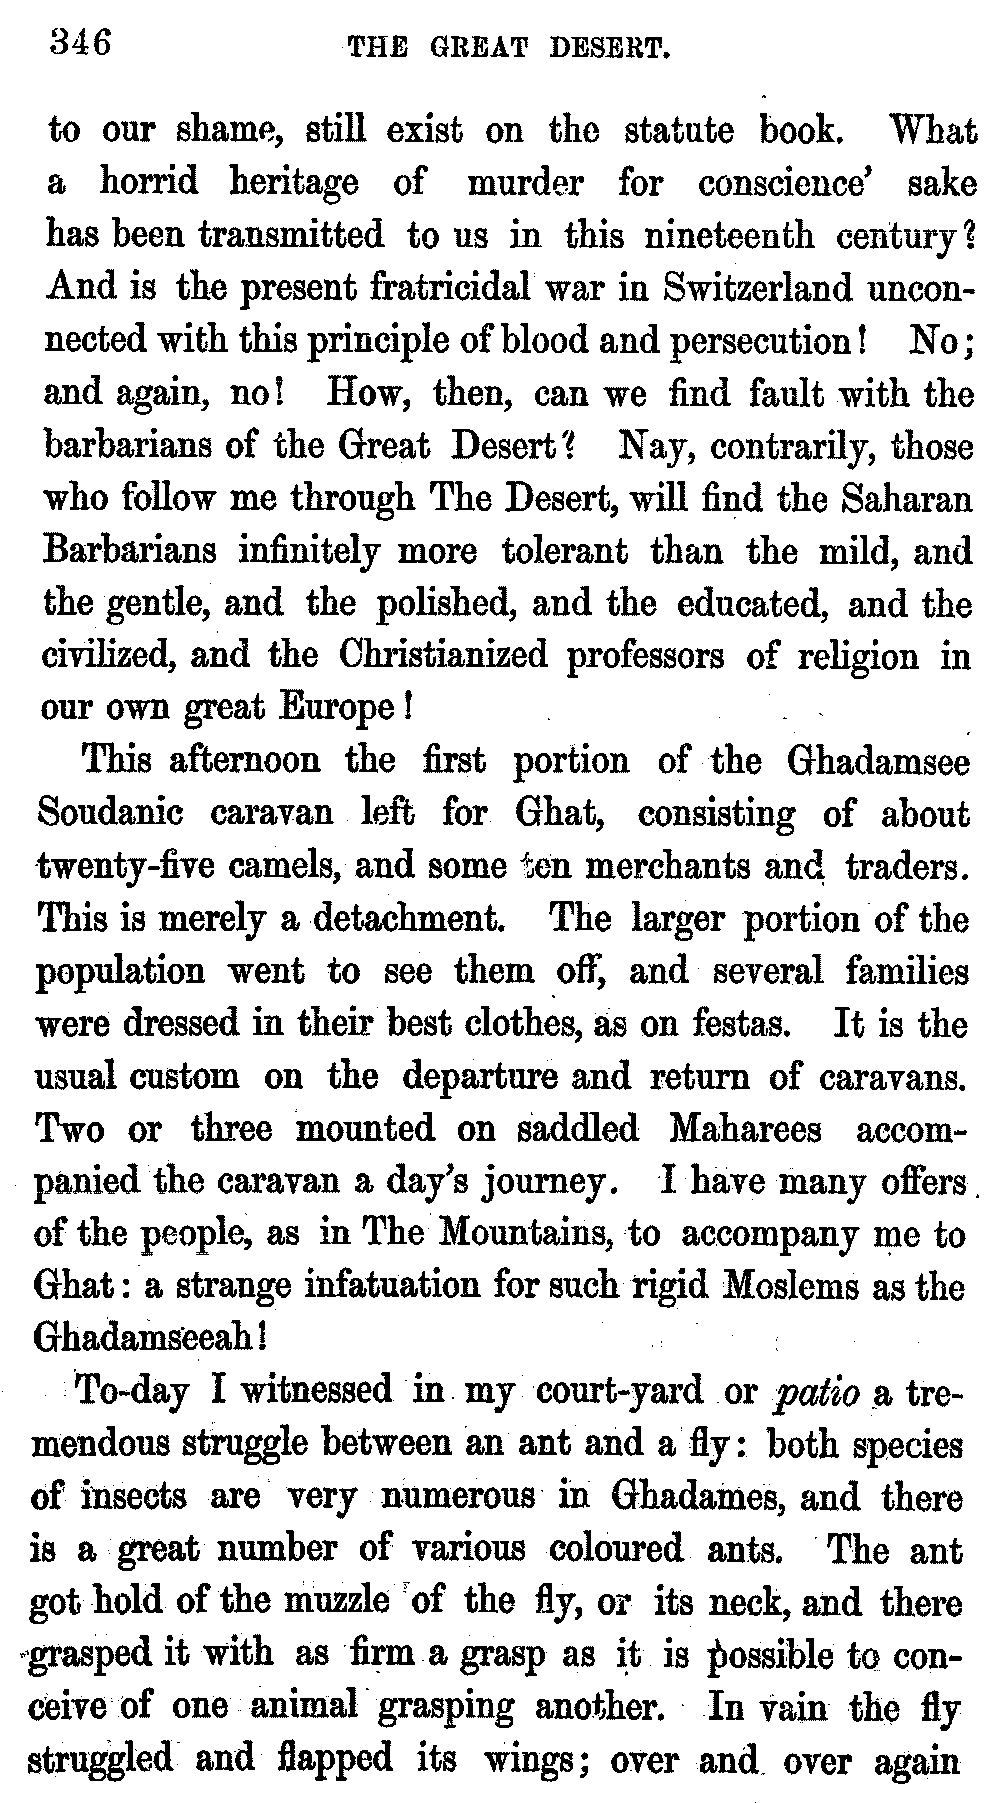 346 THE GREAT DESERT.
to our shame, still exist on the statute book. What
a horrid heritage of murder for conscience' sake
has been transmitted to us in this nineteenth century?
And is the present fratricidal war in Switzerland uncon-
nected with this principle of blood and persecution! No;
and again, no! How, then, can we find fault with the
barbarians of the Great Desert? Nay, contrarily, those
who follow me through The Desert, will find the Saharan
Barbarians infinitely more tolerant than the mild, and
the gentle, and the polished, and the educated, and the
civilized, and the Christianized professors of religion in
our own great Europe!
This afternoon the first portion of the Ghadamsee
Soudanic caravan left for Ghat, consisting of about
twenty-five camels, and some ten merchants and traders.
This is merely a detachment. The larger portion of the
population went to see them off, and several families
were dressed in their best clothes, as on festas. It is the
usual custom on the departure and return of caravans.
Two or three mounted on saddled Maharees accom-
panied the caravan a day's journey. I have many offers
of the people, as in The Mountains, to accompany me to
Ghat: a strange infatuation for such rigid Moslems as the
Ghadamseeah!
To-day I witnessed in my court-yard or patio a tre-
mendous struggle between an ant and a fly: both species
of insects are very numerous in Ghadames, and there
is a great number of various coloured ants. The ant
got hold of the muzzle of the fly, or its neck, and there
grasped it with as firm a grasp as it is possible to con-
ceive of one animal grasping another. In vain the fly
struggled and flapped its wings; over and over again